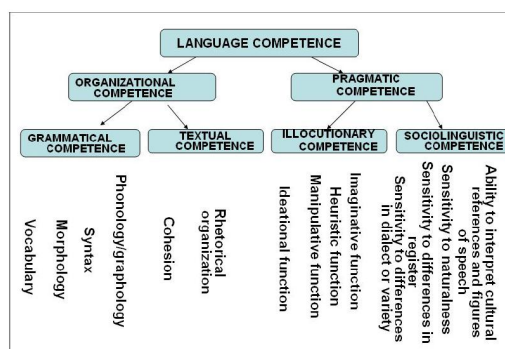 LANGUAGE COMPETENCE
ORGANIZATIONAL
COMPETENCE
PRAGMATIC
COMPETENCE
GRAMMATICAL
COMPETENCE
TEXTUAL
COMPETENCE
ILLOCUTIONARY
COMPETENCE
SOCIOLINGUISTIC
COMPETENCE
Vocabulary
Morphology
Syntax
Phonology/graphology
Cohesion
Rhetorical
organization
Ideational function
Manipulative function
Heuristic function
Imaginative function
Sensitivity to differences
in dialect or variety
Sensitivity to differences in
register
Sensitivity to naturalness
Ability to interpret cultural
references and figures
of speech